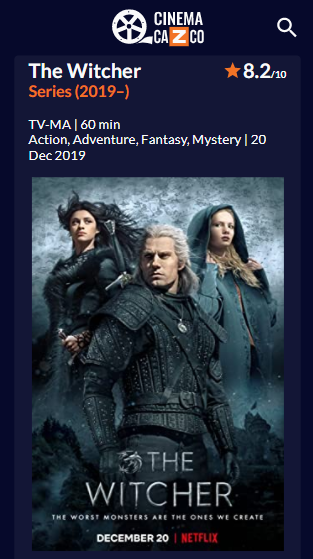 CINEMA
CAZCO
The Witcher
8.2/10
Series (2019–)
TV-MA | 60 min
Action, Adventure, Fantasy, Mystery | 20
Dec 2019
THE
WITCHER
THE WORST MONSTERS ARE THE ONES WE CREATE
DECEMBER 20 | NETFLIX